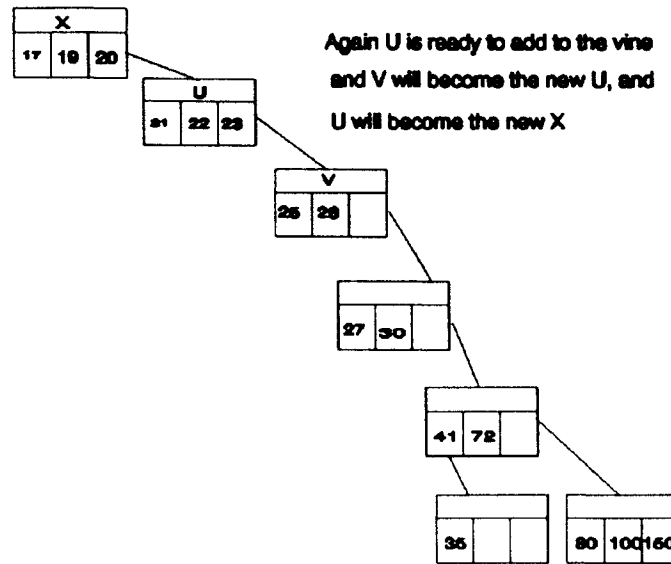 X
17 19 20
Again U is ready to add to the vine
and V will become the new U, and
U will become the new X
U
21 22 23
V
25 26
27 30
41 72
35
80 100 150